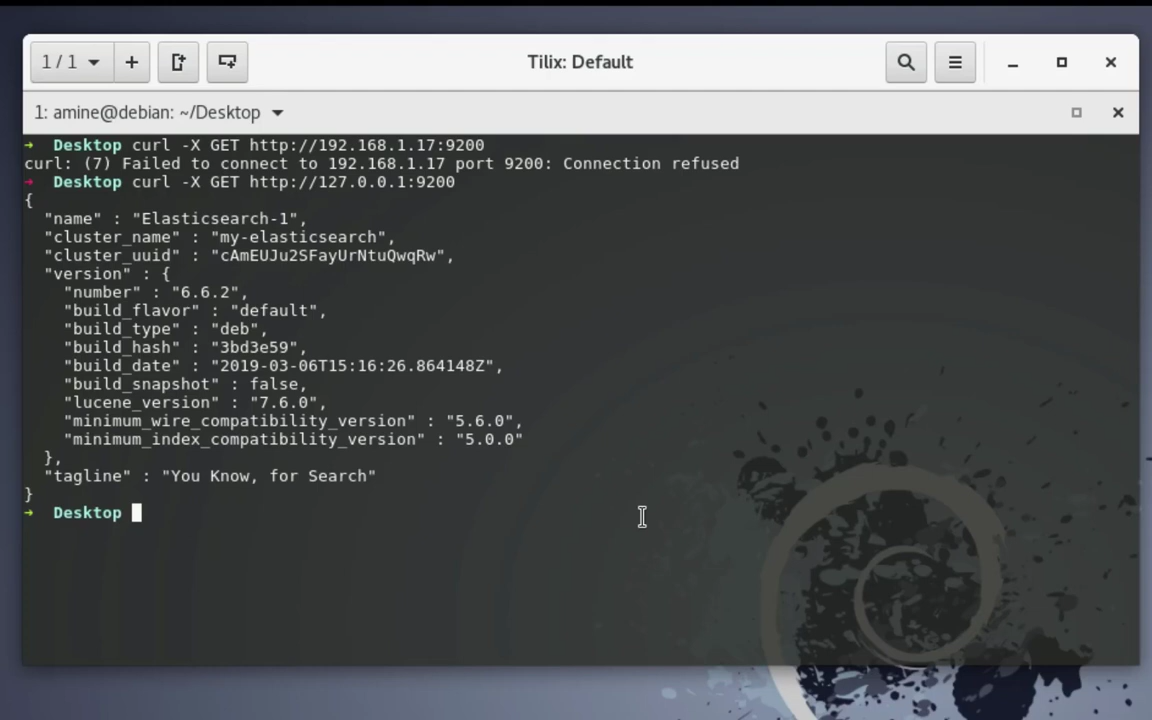 1 / 1
Tilix: Default
1: amine@debian: ~/Desktop
➜  Desktop curl -X GET http://192.168.1.17:9200
curl: (7) Failed to connect to 192.168.1.17 port 9200: Connection refused
➜  Desktop curl -X GET http://127.0.0.1:9200
{
  "name" : "Elasticsearch-1",
  "cluster_name" : "my-elasticsearch",
  "cluster_uuid" : "cAmEUJu2SFayUrNtuQwqRw",
  "version" : {
    "number" : "6.6.2",
    "build_flavor" : "default",
    "build_type" : "deb",
    "build_hash" : "3bd3e59",
    "build_date" : "2019-03-06T15:16:26.864148Z",
    "build_snapshot" : false,
    "lucene_version" : "7.6.0",
    "minimum_wire_compatibility_version" : "5.6.0",
    "minimum_index_compatibility_version" : "5.0.0"
  },
  "tagline" : "You Know, for Search"
}
➜  Desktop